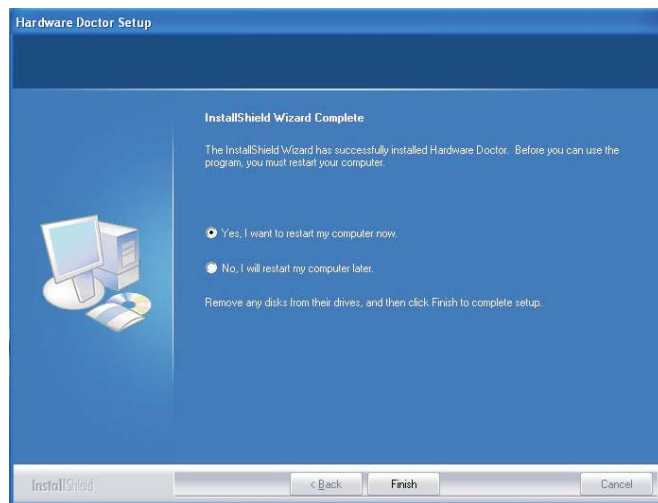 Hardware Doctor Setup
InstallShield Wizard Complete
The InstallShield Wizard has successfully installed Hardware Doctor.  Before you can use the
program, you must restart your computer.
Yes, I want to restart my computer now.
No, I will restart my computer later.
Remove any disks from their drives, and then click Finish to complete setup.
InstallShield
< Back
Finish
Cancel